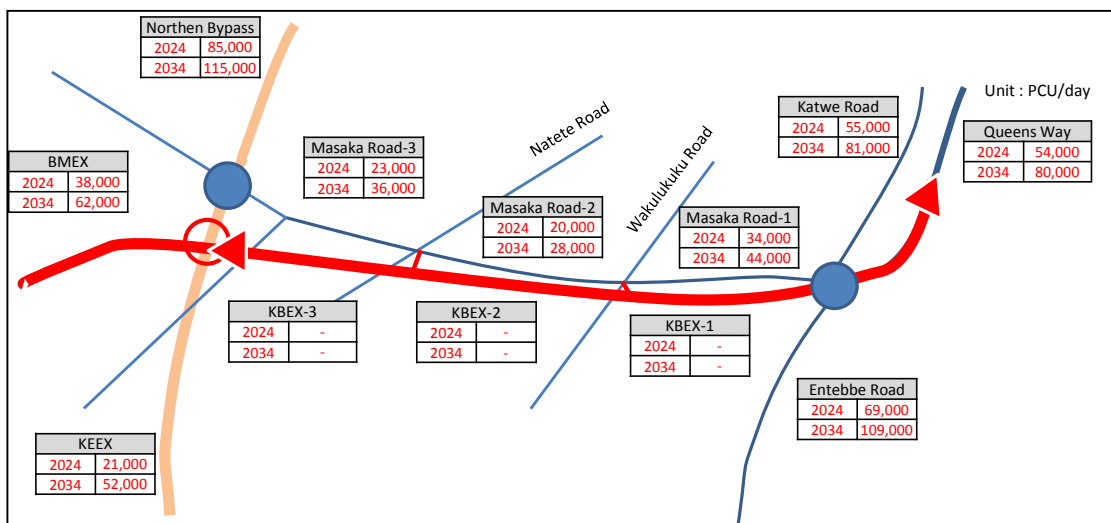 Northen Bypass
2024 85,000
2034 115,000
Unit : PCU/day
Katwe Road
2024 55,000
2034 81,000
Queens Way
2024 54,000
2034 80,000
Natete Road
Masaka Road-3
2024 23,000
2034 36,000
BMEX
2024 38,000
2034 62,000
Wakulukuku Road
Masaka Road-2
2024 20,000
2034 28,000
Masaka Road-1
2024 34,000
2034 44,000
KBEX-3
2024 -
2034 -
KBEX-2
2024 -
2034 -
KBEX-1
2024 -
2034 -
Entebbe Road
2024 69,000
2034 109,000
KEEX
2024 21,000
2034 52,000